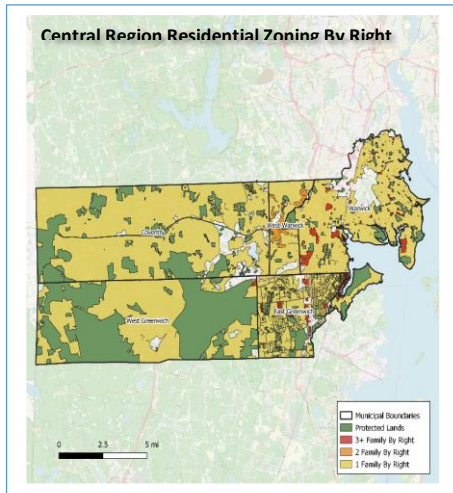 Central Region Residential Zoning By Right
Coventry
West Warwick
Warwick
West Greenwich
East Greenwich
0 2.5 5 mi
Municipal Boundaries
Protected Lands
3+ Family By Right
2 Family By Right
1 Family By Right